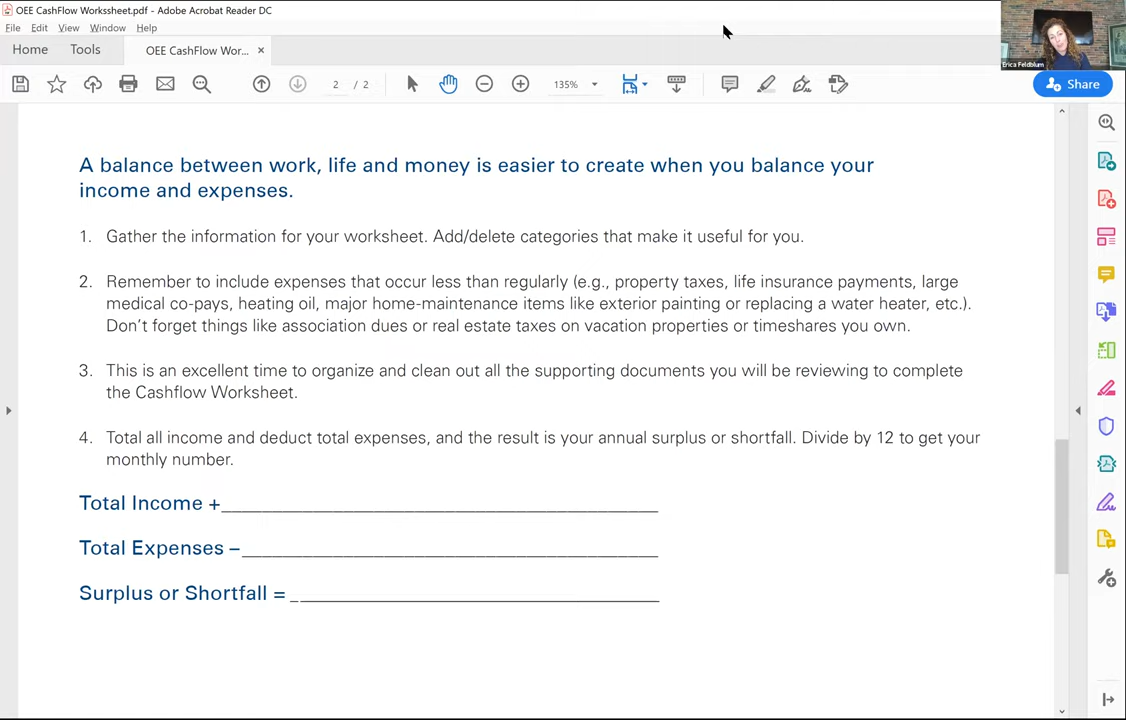 OEE CashFlow Workssheet.pdf - Adobe Acrobat Reader DC
File Edit View Window Help
Home Tools OEE CashFlow Wor... ×
2 / 2 135% Share
Erica Feldblum
A balance between work, life and money is easier to create when you balance your
income and expenses.
1. Gather the information for your worksheet. Add/delete categories that make it useful for you.
2. Remember to include expenses that occur less than regularly (e.g., property taxes, life insurance payments, large
medical co-pays, heating oil, major home-maintenance items like exterior painting or replacing a water heater, etc.).
Don't forget things like association dues or real estate taxes on vacation properties or timeshares you own.
3. This is an excellent time to organize and clean out all the supporting documents you will be reviewing to complete
the Cashflow Worksheet.
4. Total all income and deduct total expenses, and the result is your annual surplus or shortfall. Divide by 12 to get your
monthly number.
Total Income +
Total Expenses –
Surplus or Shortfall =